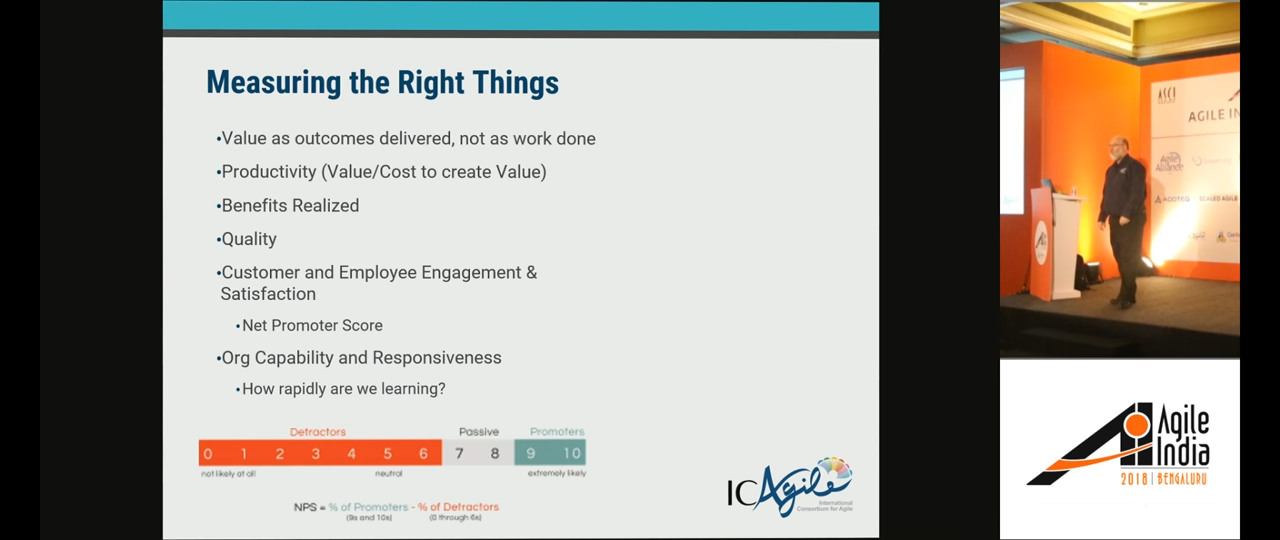 Measuring the Right Things
•Value as outcomes delivered, not as work done
•Productivity (Value/Cost to create Value)
•Benefits Realized
•Quality
•Customer and Employee Engagement &
Satisfaction
•Net Promoter Score
•Org Capability and Responsiveness
•How rapidly are we learning?
Detractors Passive Promoters
0 1 2 3 4 5 6 7 8 9 10
not likely at all neutral extremely likely
NPS = % of Promoters - % of Detractors
(9s and 10s) (0 through 6s)
ICAgile
International
Consortium for Agile
ASCI
AGILE IN
Agile
Alliance
SCALED AGILE
Agile
India
2018 | BENGALURU